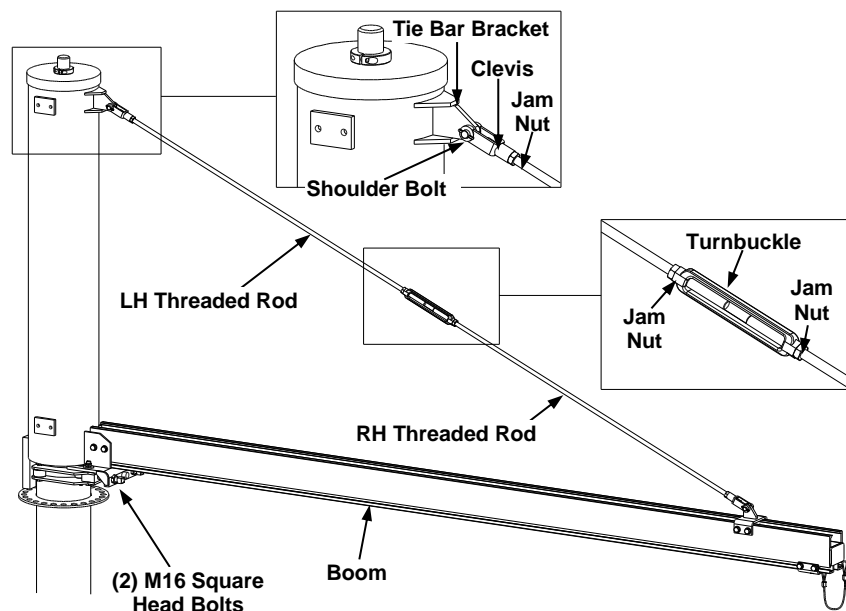 Tie Bar Bracket
Clevis
Jam
Nut
Shoulder Bolt
LH Threaded Rod
Turnbuckle
Jam
Nut
Jam
Nut
RH Threaded Rod
Boom
(2) M16 Square
Head Bolts